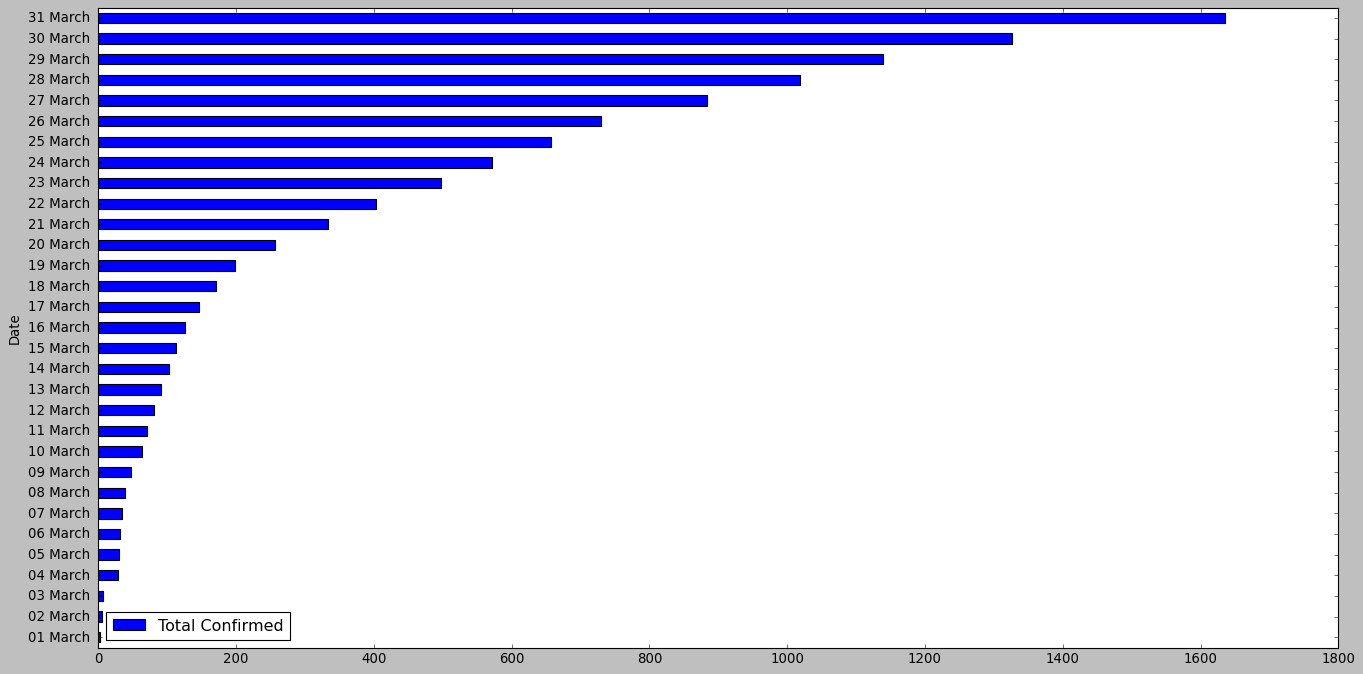 31 March
30 March
29 March
28 March
27 March
26 March
25 March
24 March
23 March
22 March
21 March
20 March
19 March
18 March
17 March
16 March
15 March
14 March
13 March
12 March
11 March
10 March
09 March
08 March
07 March
06 March
05 March
04 March
03 March
02 March
01 March
Date
Total Confirmed
0 200 400 600 800 1000 1200 1400 1600 1800